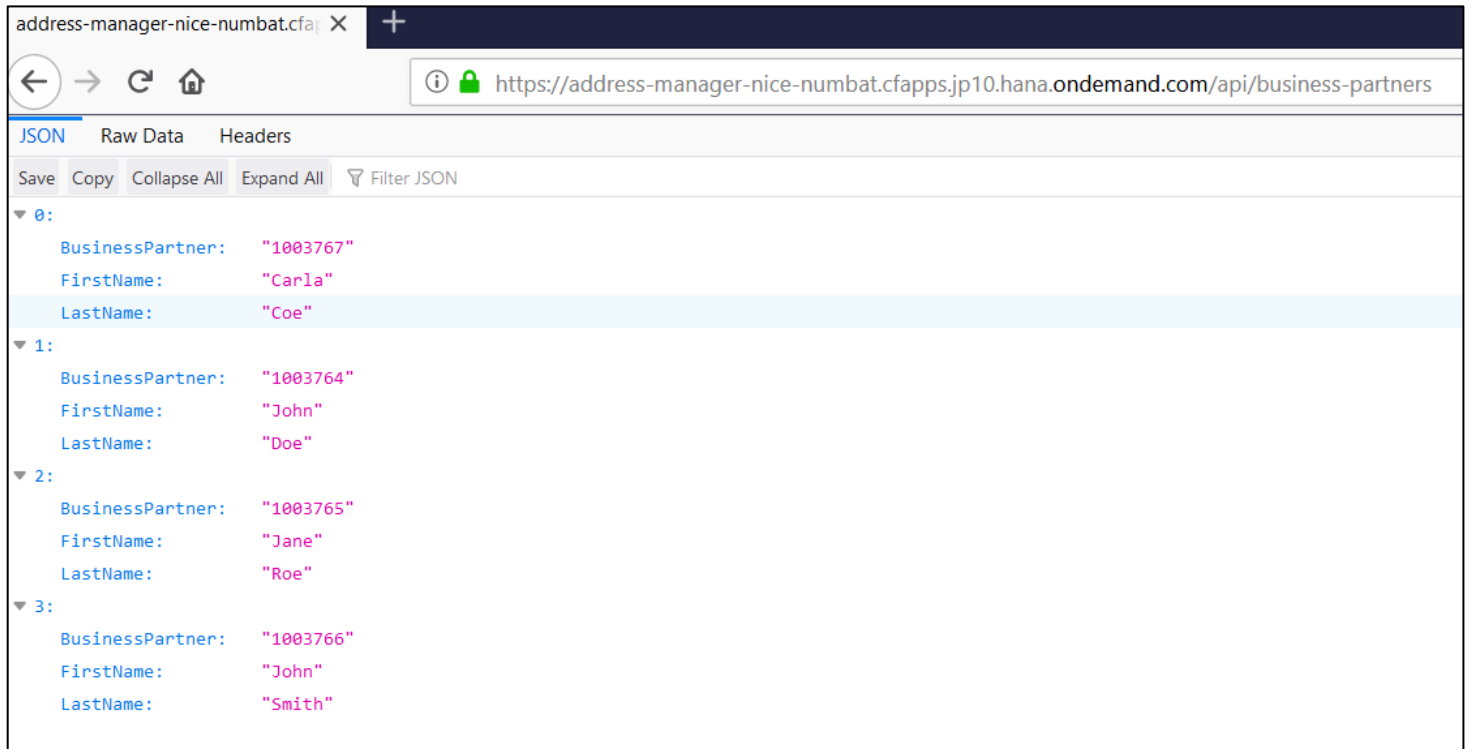 address-manager-nice-numbat.cfap
https://address-manager-nice-numbat.cfapps.jp10.hana.ondemand.com/api/business-partners
JSON Raw Data Headers
Save Copy Collapse All Expand All Filter JSON
0:
BusinessPartner: "1003767"
FirstName: "Carla"
LastName: "Coe"
1:
BusinessPartner: "1003764"
FirstName: "John"
LastName: "Doe"
2:
BusinessPartner: "1003765"
FirstName: "Jane"
LastName: "Roe"
3:
BusinessPartner: "1003766"
FirstName: "John"
LastName: "Smith"